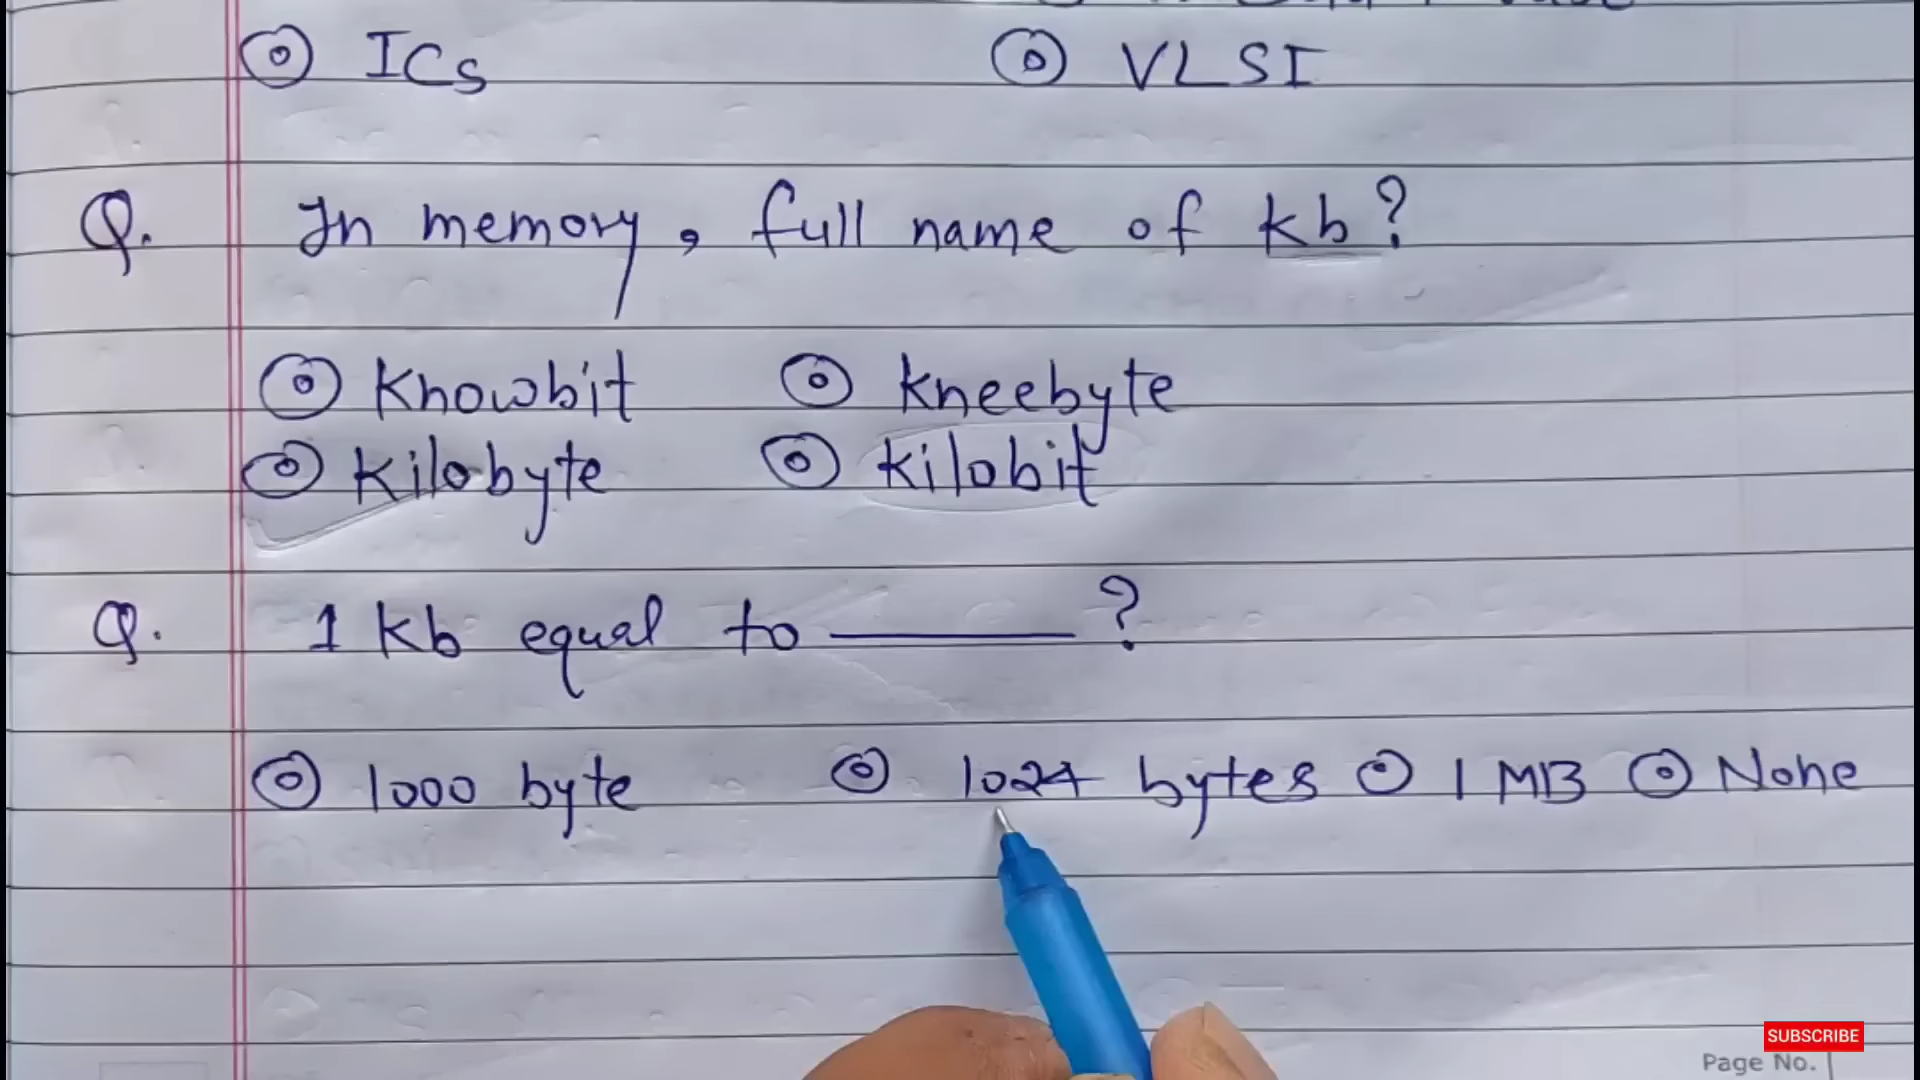 ICs VLSI
Q. In memory, full name of kb?
Knowbit kneebyte
Kilobyte kilobit
Q. 1 kb equal to ______ ?
1000 byte 1024 bytes 1 MB None
SUBSCRIBE
Page No.